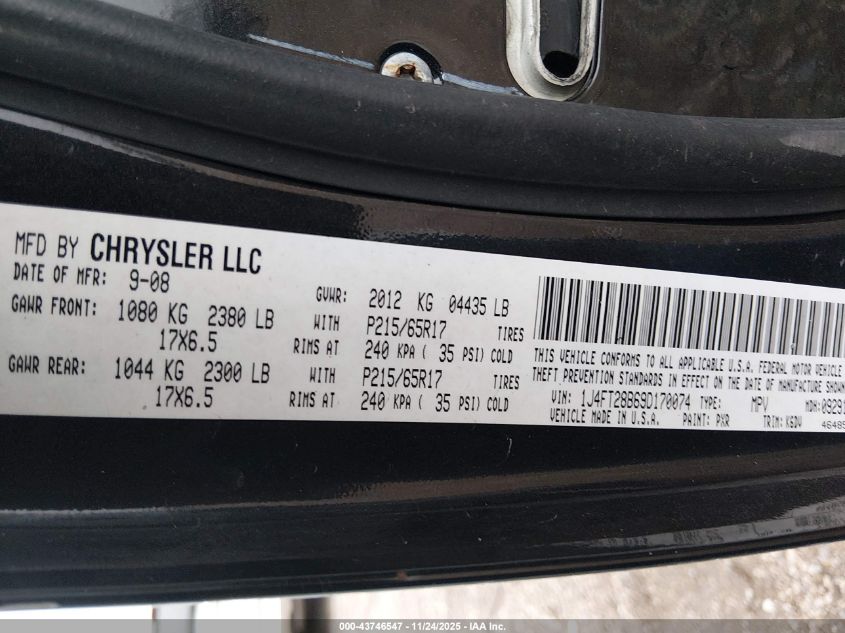 MFD BY CHRYSLER LLC
DATE OF MFR: 9-08
GVWR: 2012 KG 04435 LB
GAWR FRONT: 1080 KG 2380 LB WITH P215/65R17 TIRES
17X6.5 RIMS AT 240 KPA ( 35 PSI) COLD
GAWR REAR: 1044 KG 2300 LB WITH P215/65R17 TIRES
17X6.5 RIMS AT 240 KPA ( 35 PSI) COLD
THIS VEHICLE CONFORMS TO ALL APPLICABLE U.S.A. FEDERAL MOTOR VEHICLE
THEFT PREVENTION STANDARDS IN EFFECT ON THE DATE OF MANUFACTURE SHOWN
VIN: 1J4FT28B69D170074 TYPE: MPV MDH:
VEHICLE MADE IN U.S.A. PAINT: PXR TRIM: K6DV
000-43746547 - 11/24/2025 - IAA Inc.